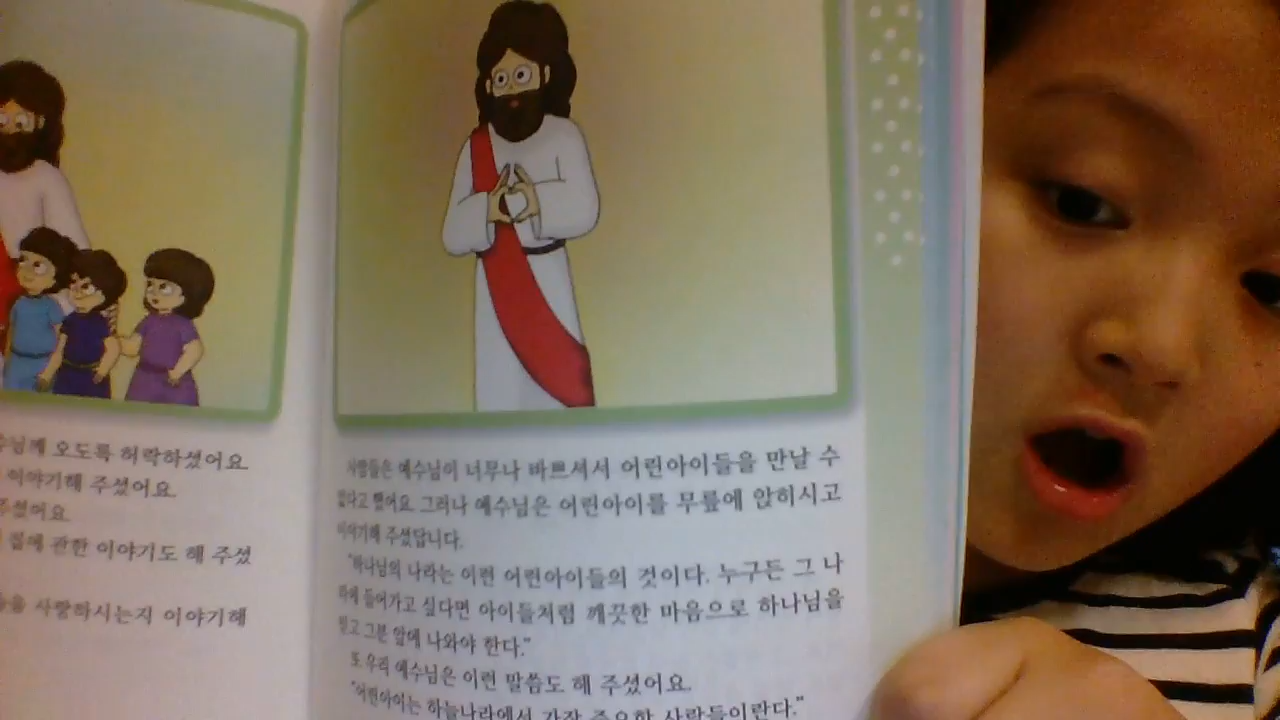 수님께 오도록 허락하셨어요.
이야기해 주셨어요.
주셨어요.
집에 관한 이야기도 해 주셨
들을 사랑하시는지 이야기해
사람들은 예수님이 너무나 바쁘셔서 어린아이들을 만날 수
없다고 했어요. 그러나 예수님은 어린아이를 무릎에 앉히시고
이야기해 주셨답니다.
"하나님의 나라는 이런 어린아이들의 것이다. 누구든 그 나
라에 들어가고 싶다면 아이들처럼 깨끗한 마음으로 하나님을
믿고 그분 앞에 나와야 한다."
또 우리 예수님은 이런 말씀도 해 주셨어요.
"어린아이는 하늘나라에서 가장 중요한 사람들이란다."